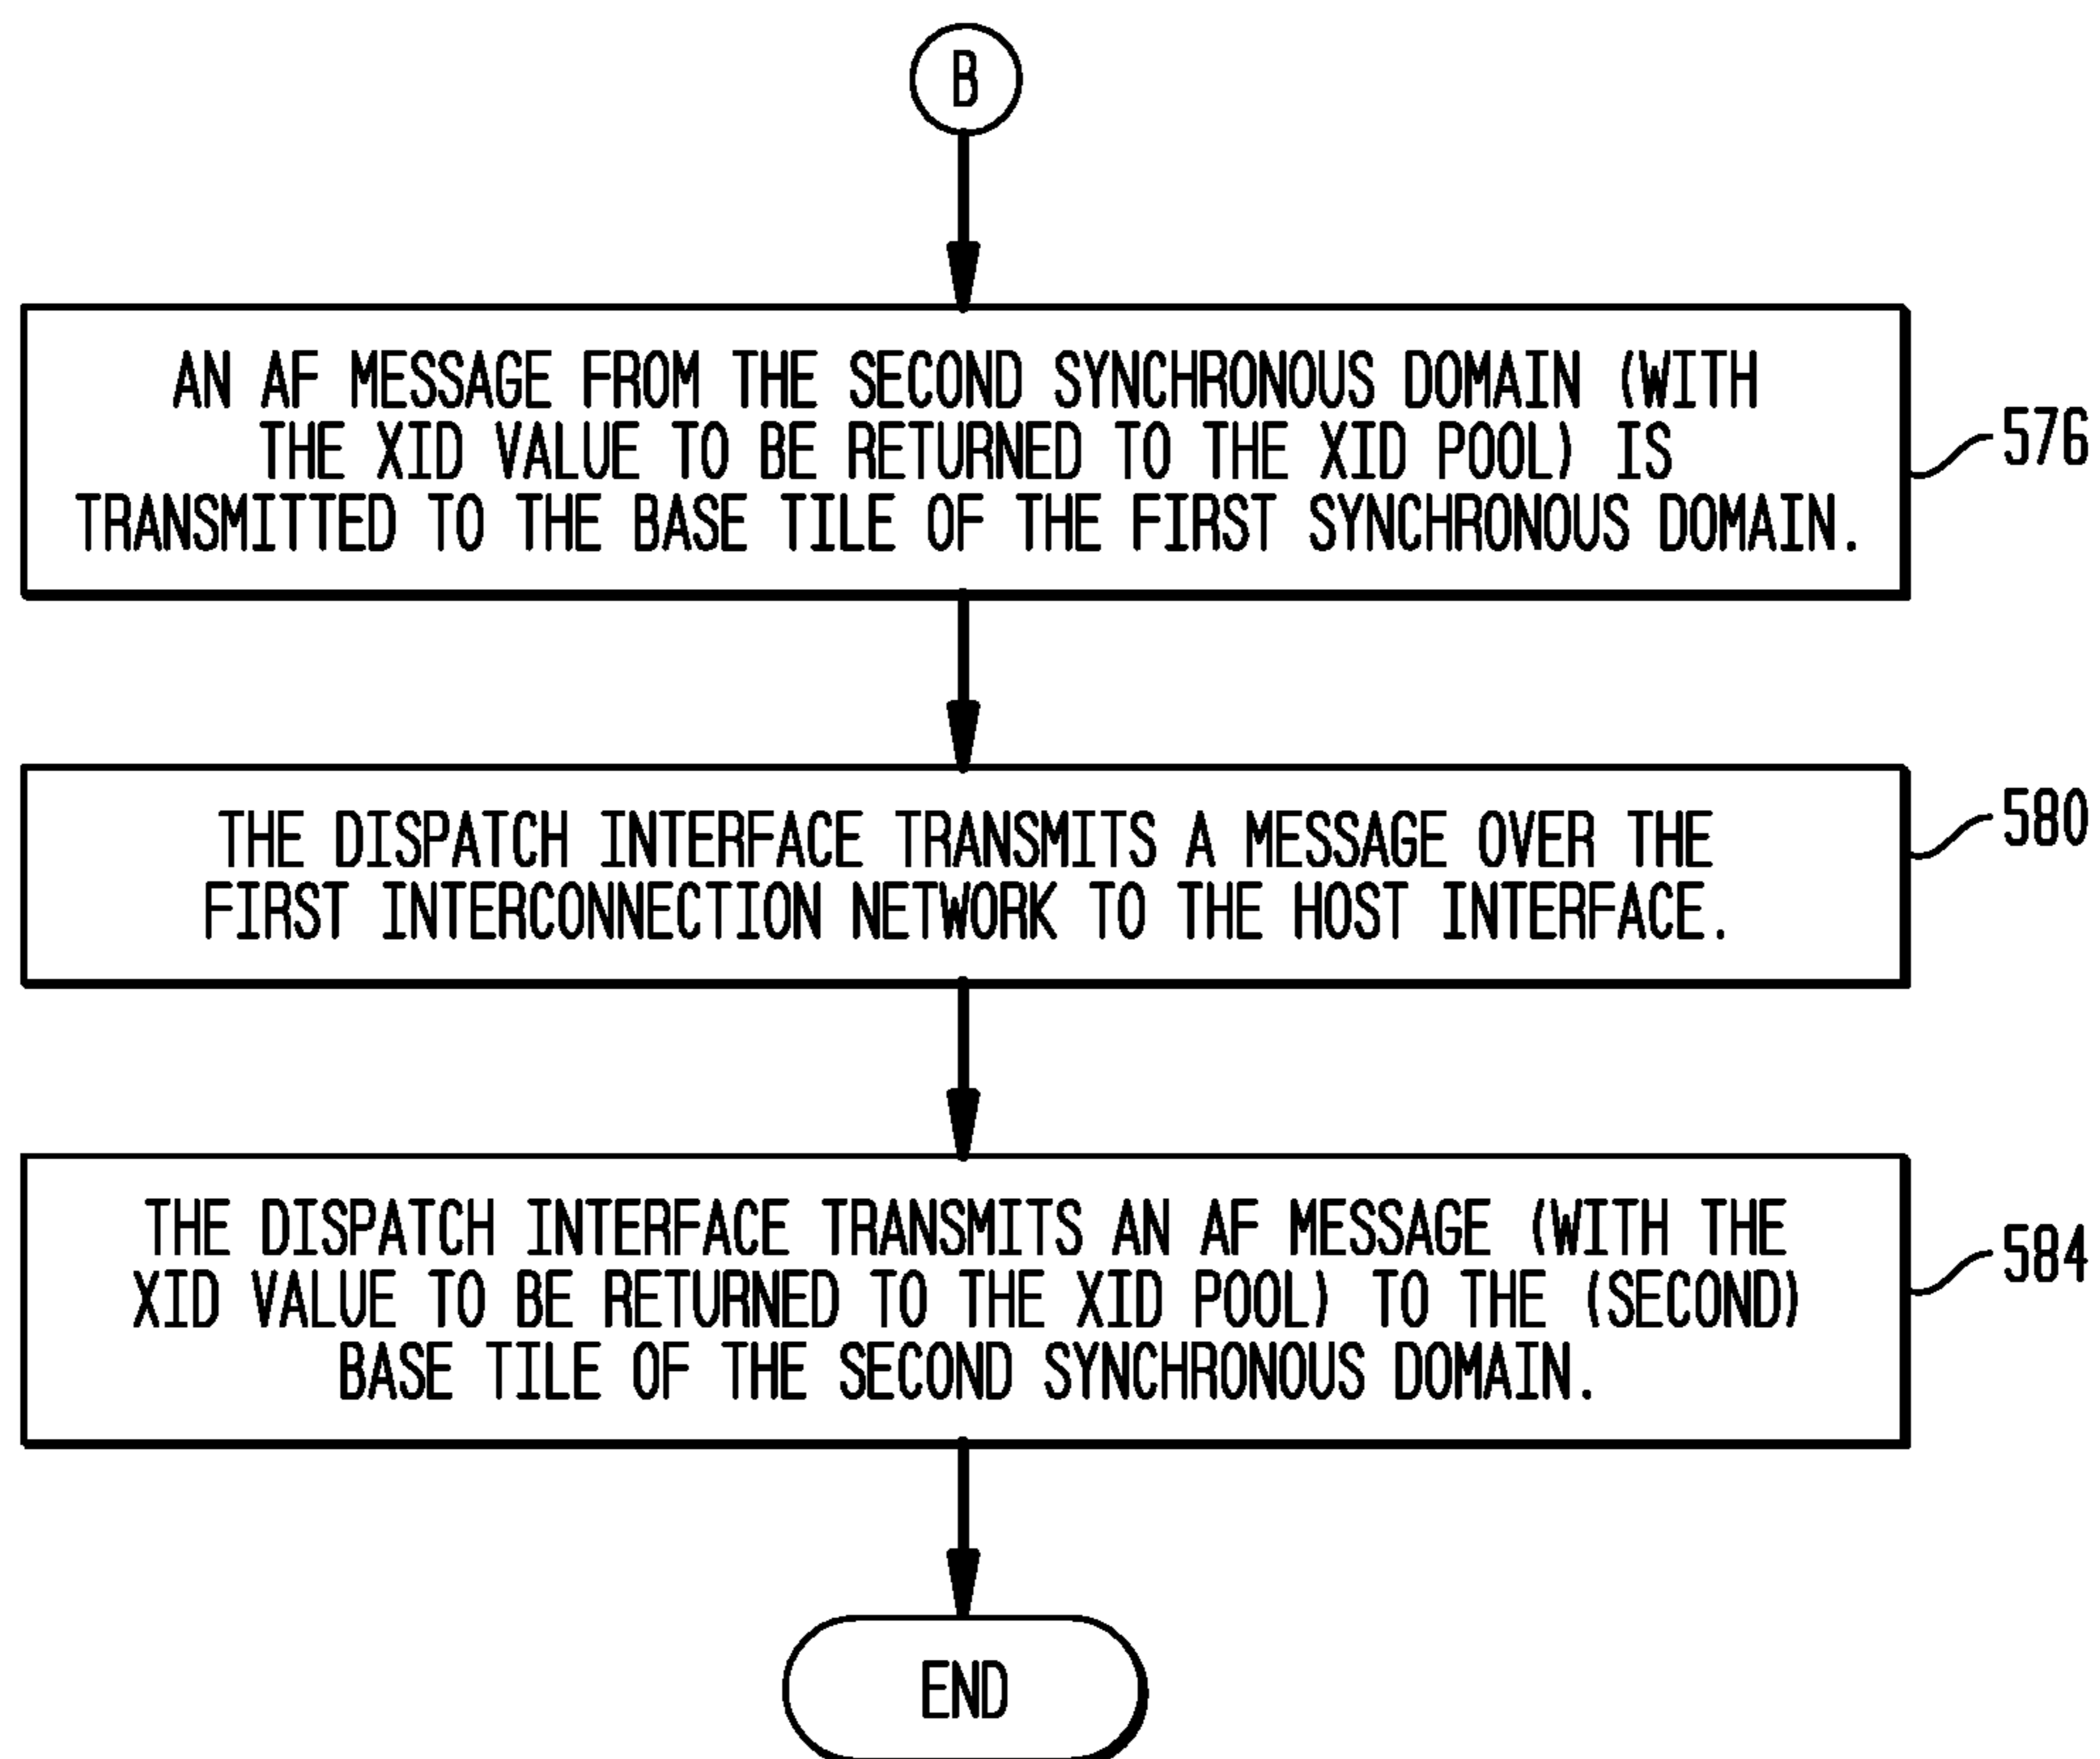 B
AN AF MESSAGE FROM THE SECOND SYNCHRONOUS DOMAIN (WITH
THE XID VALUE TO BE RETURNED TO THE XID POOL) IS
TRANSMITTED TO THE BASE TILE OF THE FIRST SYNCHRONOUS DOMAIN.
576
THE DISPATCH INTERFACE TRANSMITS A MESSAGE OVER THE
FIRST INTERCONNECTION NETWORK TO THE HOST INTERFACE.
580
THE DISPATCH INTERFACE TRANSMITS AN AF MESSAGE (WITH THE
XID VALUE TO BE RETURNED TO THE XID POOL) TO THE (SECOND)
BASE TILE OF THE SECOND SYNCHRONOUS DOMAIN.
584
END